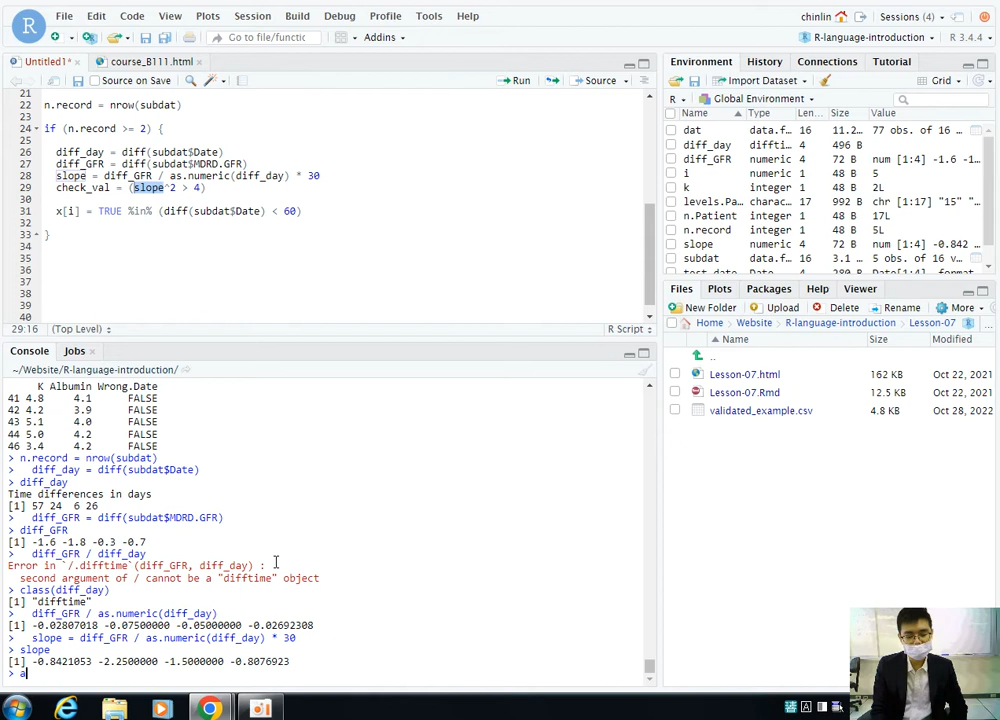 File Edit Code View Plots Session Build Debug Profile Tools Help
chinlin Sessions (4)
R Go to file/functic Addins R-language-introduction R 3.4.4
Untitled1* course_B111.html
Source on Save Run Source
21
22 n.record = nrow(subdat)
23
24 if (n.record >= 2) {
25
26 diff_day = diff(subdat$Date)
27 diff_GFR = diff(subdat$MDRD.GFR)
28 slope = diff_GFR / as.numeric(diff_day) * 30
29 check_val = (slope^2 > 4)
30
31 x[i] = TRUE %in% (diff(subdat$Date) < 60)
32
33 }
34
35
36
37
38
39
40
29:16 (Top Level) R Script
Console Jobs
~/Website/R-language-introduction/
K Albumin Wrong.Date
41 4.8 4.1 FALSE
42 4.2 3.9 FALSE
43 5.1 4.0 FALSE
44 5.0 4.2 FALSE
46 3.4 4.2 FALSE
> n.record = nrow(subdat)
> diff_day = diff(subdat$Date)
> diff_day
Time differences in days
[1] 57 24 6 26
> diff_GFR = diff(subdat$MDRD.GFR)
> diff_GFR
[1] -1.6 -1.8 -0.3 -0.7
> diff_GFR / diff_day
Error in `/.difftime`(diff_GFR, diff_day) :
second argument of / cannot be a "difftime" object
> class(diff_day)
[1] "difftime"
> diff_GFR / as.numeric(diff_day)
[1] -0.02807018 -0.07500000 -0.05000000 -0.02692308
> slope = diff_GFR / as.numeric(diff_day) * 30
> slope
[1] -0.8421053 -2.2500000 -1.5000000 -0.8076923
> a
Environment History Connections Tutorial
Import Dataset Grid
R Global Environment
Name Type Len... Size Value
dat data.f... 16 11.2... 77 obs. of 16 ...
diff_day diffti... 4 496 B
diff_GFR numeric 4 72 B num [1:4] -1.6 -1...
i numeric 1 48 B 5
k integer 1 48 B 2L
levels.Pa... charac... 17 992 B chr [1:17] "15" "...
n.Patient integer 1 48 B 17L
n.record integer 1 48 B 5L
slope numeric 4 72 B num [1:4] -0.842 ...
subdat data.f... 16 3.1 ... 5 obs. of 16 v...
Files Plots Packages Help Viewer
New Folder Upload Delete Rename More
Home Website R-language-introduction Lesson-07 ...
Name Size Modified
..
Lesson-07.html 162 KB Oct 22, 2021
Lesson-07.Rmd 12.5 KB Oct 22, 2021
validated_example.csv 4.8 KB Oct 28, 2022